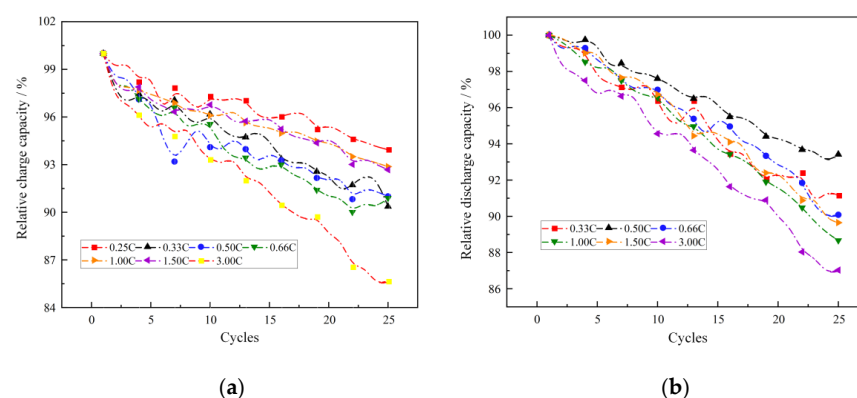 102
99
96
93
90
87
84
Relative charge capacity / %
0.25C 0.33C 0.50C 0.66C
1.00C 1.50C 3.00C
0 5 10 15 20 25
Cycles
(a)
100
98
96
94
92
90
88
86
Relative discharge capacity / %
0.33C 0.50C 0.66C
1.00C 1.50C 3.00C
0 5 10 15 20 25
Cycles
(b)